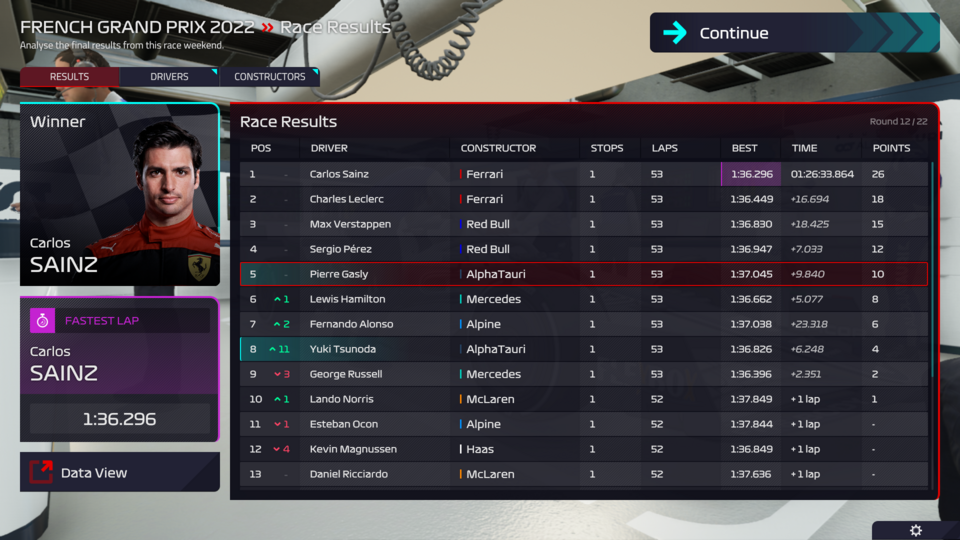 FRENCH GRAND PRIX 2022 » Race Results
Analyse the final results from this race weekend.
Continue
RESULTS DRIVERS CONSTRUCTORS
Winner
Carlos
SAINZ
FASTEST LAP
Carlos
SAINZ
1:36.296
Data View
Race Results Round 12 / 22
POS DRIVER CONSTRUCTOR STOPS LAPS BEST TIME POINTS
1 - Carlos Sainz Ferrari 1 53 1:36.296 01:26:33.864 26
2 - Charles Leclerc Ferrari 1 53 1:36.449 +16.694 18
3 - Max Verstappen Red Bull 1 53 1:36.830 +18.425 15
4 - Sergio Pérez Red Bull 1 53 1:36.947 +7.033 12
5 - Pierre Gasly AlphaTauri 1 53 1:37.045 +9.840 10
6 1 Lewis Hamilton Mercedes 1 53 1:36.662 +5.077 8
7 2 Fernando Alonso Alpine 1 53 1:37.038 +23.318 6
8 11 Yuki Tsunoda AlphaTauri 1 53 1:36.826 +6.248 4
9 3 George Russell Mercedes 1 53 1:36.396 +2.351 2
10 1 Lando Norris McLaren 1 52 1:37.849 +1 lap 1
11 1 Esteban Ocon Alpine 1 52 1:37.844 +1 lap -
12 4 Kevin Magnussen Haas 1 52 1:36.849 +1 lap -
13 - Daniel Ricciardo McLaren 1 52 1:37.636 +1 lap -